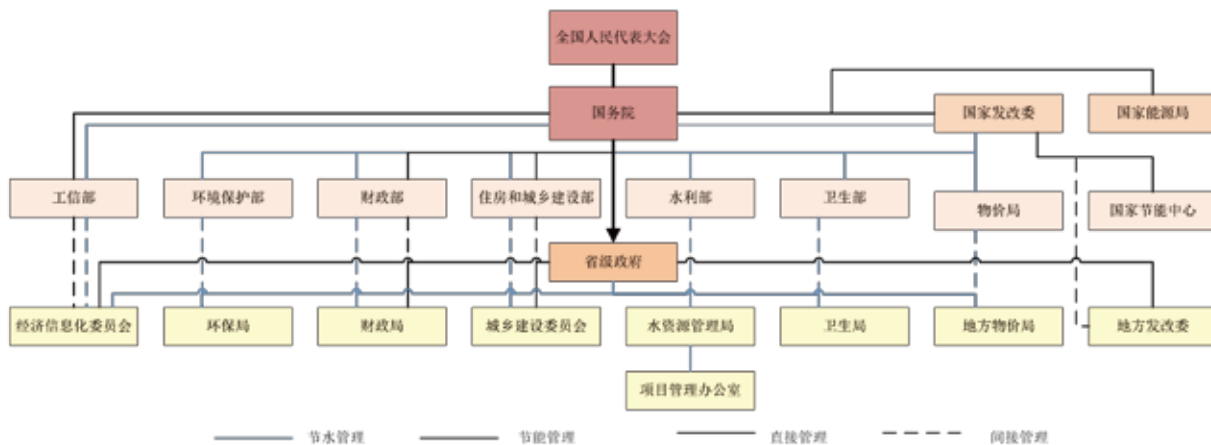 全国人民代表大会
国务院
国家发改委
国家能源局
工信部
环境保护部
财政部
住房和城乡建设部
水利部
卫生部
物价局
国家节能中心
省级政府
经济信息化委员会
环保局
财政局
城乡建设委员会
水资源管理局
卫生局
地方物价局
地方发改委
项目管理办公室
节水管理
节能管理
直接管理
间接管理